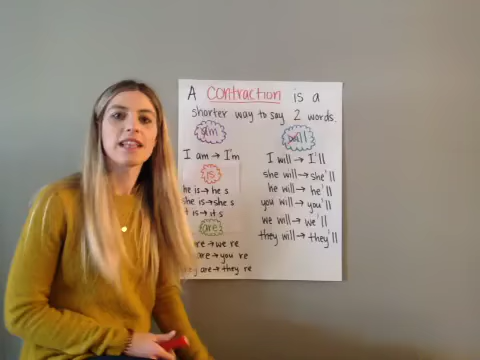 A contraction is a
shorter way to say 2 words.
am
I am → I'm
is
he is → he s
she is → she s
it is → it s
are
are → we re
are → you re
are → they re
will
I will → I'll
she will → she'll
he will → he'll
you will → you'll
we will → we'll
they will → they'll